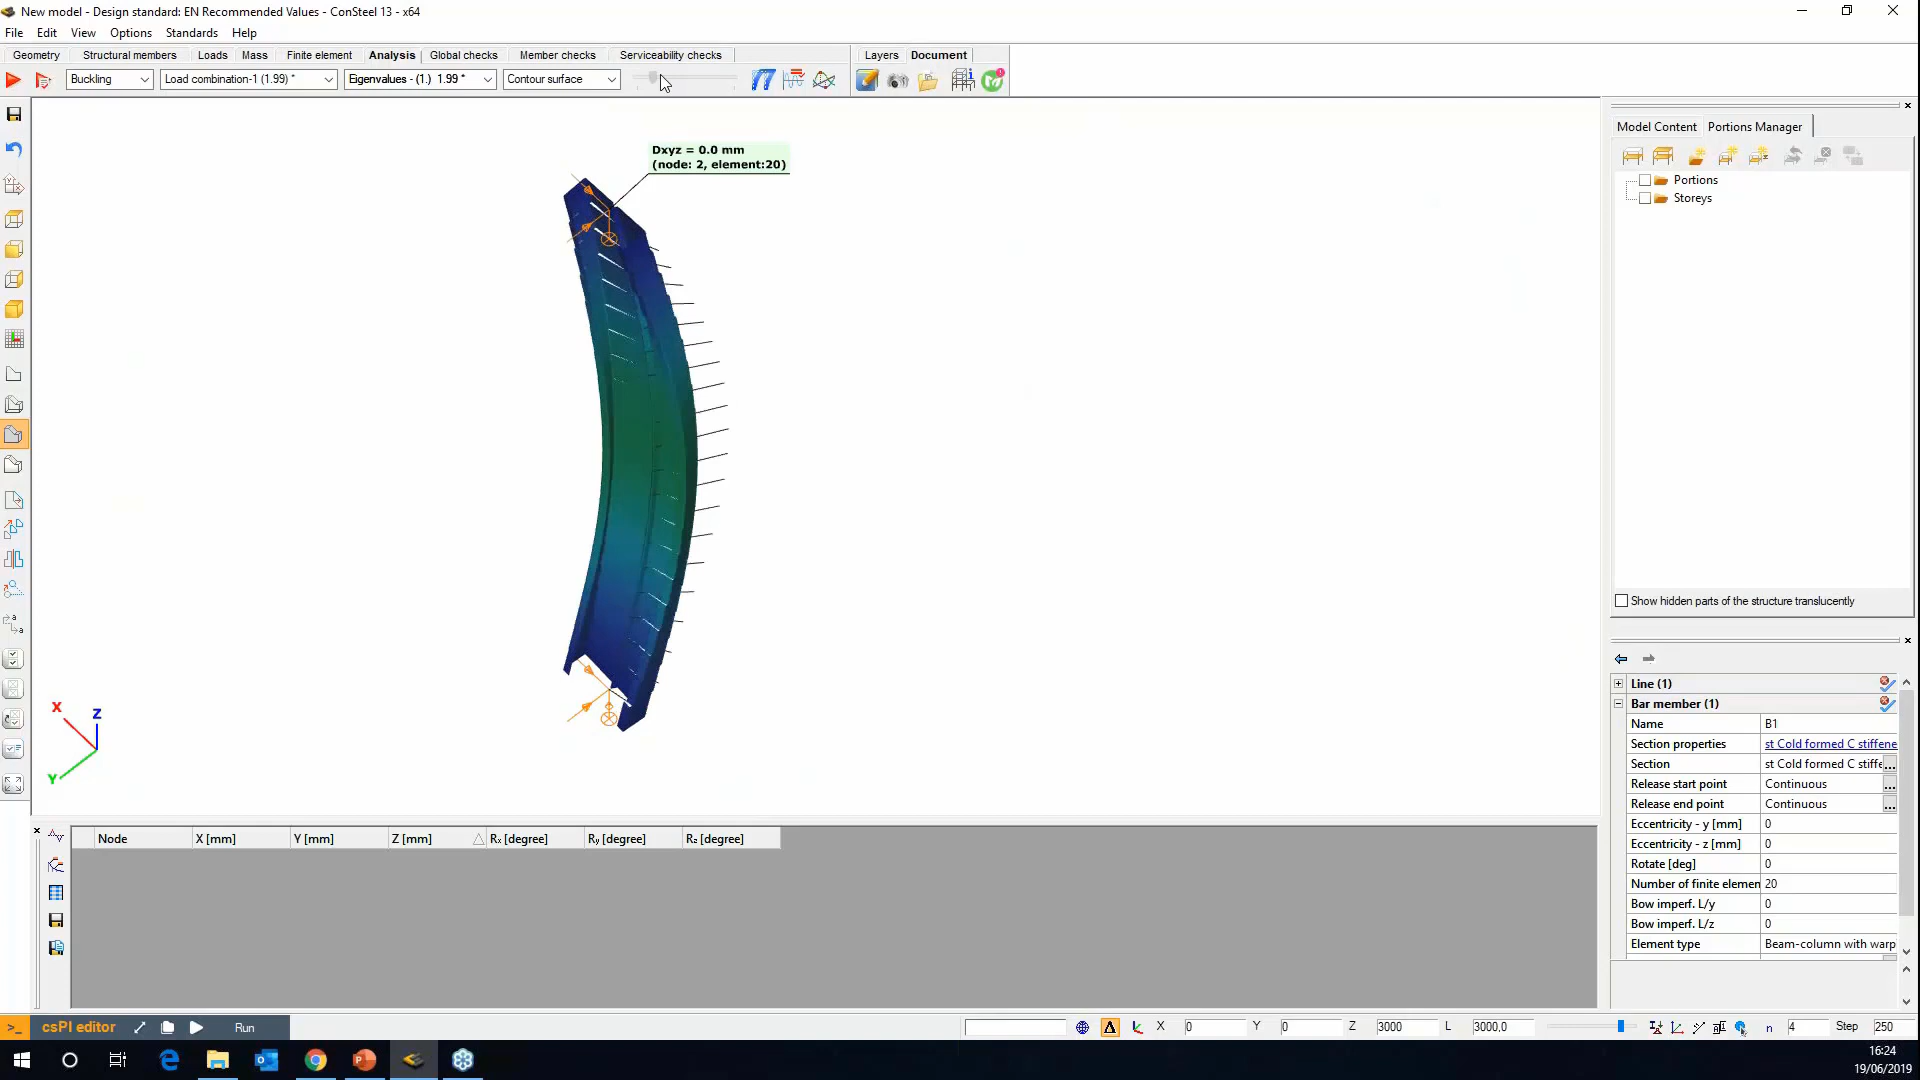 New model - Design standard: EN Recommended Values - ConSteel 13 - x64
File Edit View Options Standards Help
Geometry Structural members Loads Mass Finite element Analysis Global checks Member checks Serviceability checks Layers Document
Buckling Load combination-1 (1.99) * Eigenvalues - (1.) 1.99 * Contour surface
Dxyz = 0.0 mm
(node: 2, element:20)
Model Content Portions Manager
Portions
Storeys
Show hidden parts of the structure translucently
X
Z
Y
Line (1)
Bar member (1)
Name B1
Section properties st Cold formed C stiffene
Section st Cold formed C stiffe ...
Release start point Continuous ...
Release end point Continuous ...
Eccentricity - y [mm] 0
Eccentricity - z [mm] 0
Rotate [deg] 0
Number of finite elemen 20
Bow imperf. L/y 0
Bow imperf. L/z 0
Element type Beam-column with warp
Node X [mm] Y [mm] Z [mm] Rx [degree] Ry [degree] Rz [degree]
>_ csPI editor Run
X 0 Y 0 Z 3000 L 3000,0 n 4 Step 250
16:24
19/06/2019